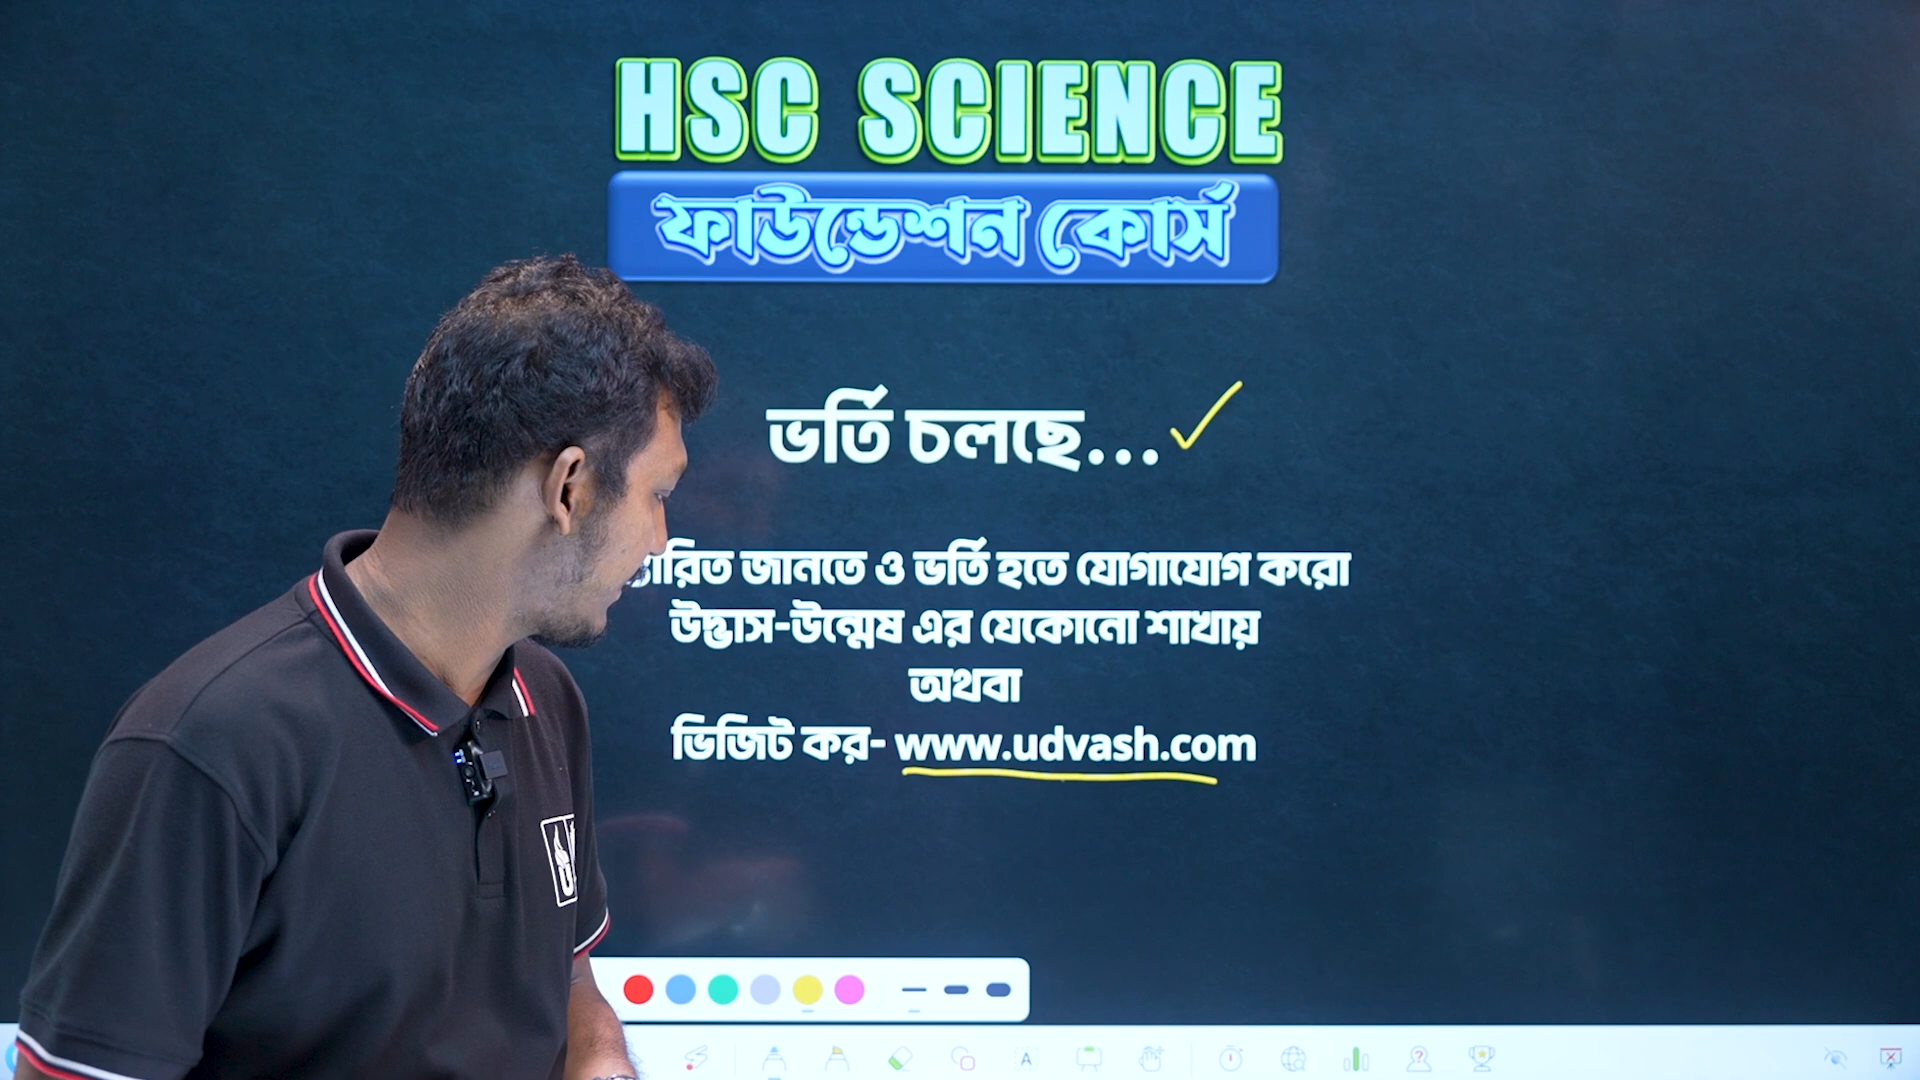 HSC SCIENCE
ফাউন্ডেশন কোর্স
ভর্তি চলছে...
জানতে ও ভর্তি হতে যোগাযোগ করো
উদ্ভাস-উন্মেষ এর যেকোনো শাখায়
অথবা
ভিজিট কর- www.udvash.com